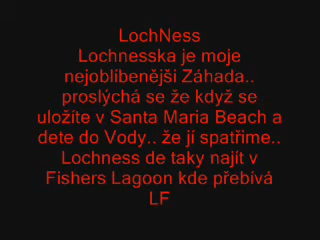 LochNess
Lochnesska je moje
nejoblíbenější Záhada..
proslýchá se že když se
uložíte v Santa Maria Beach a
dete do Vody.. že jí spatříme..
Lochness de taky najít v
Fishers Lagoon kde přebívá
LF